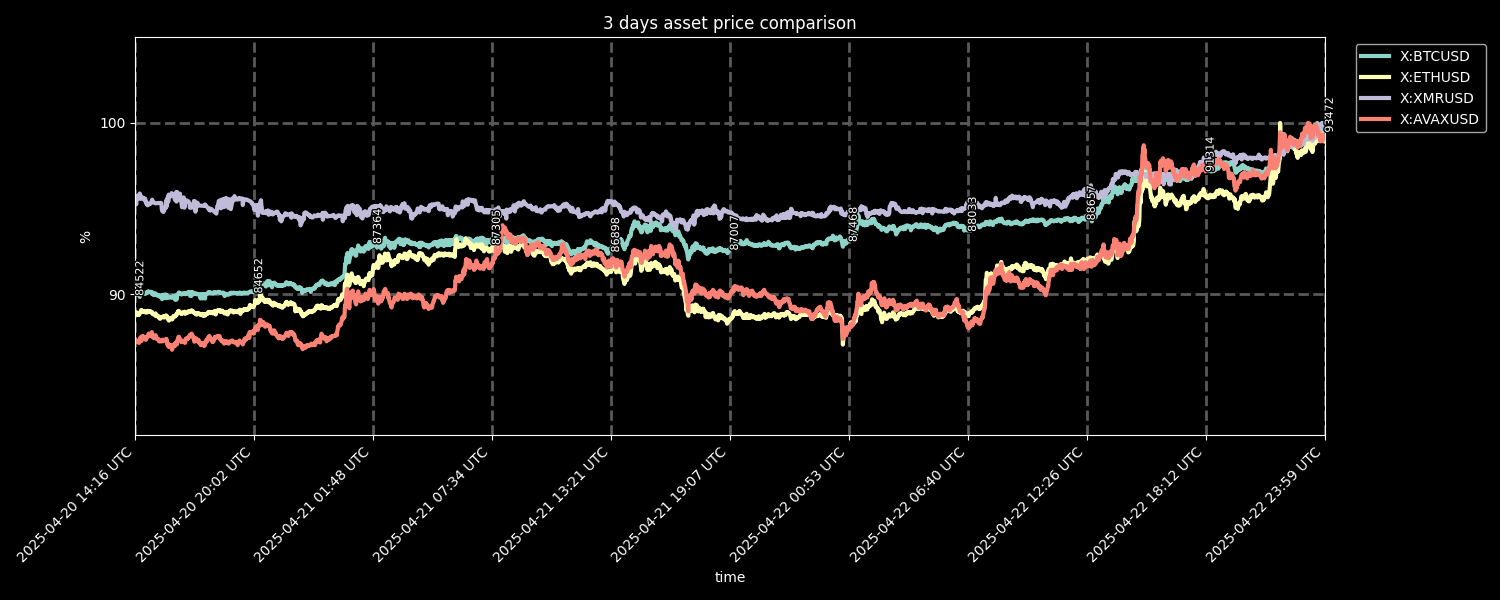 3 days asset price comparison
X:BTCUSD
X:ETHUSD
X:XMRUSD
X:AVAXUSD
%
100
90
84522
84652
87364
87305
86898
87007
87468
88033
88657
91314
93472
2025-04-20 14:16 UTC
2025-04-20 20:02 UTC
2025-04-21 01:48 UTC
2025-04-21 07:34 UTC
2025-04-21 13:21 UTC
2025-04-21 19:07 UTC
2025-04-22 00:53 UTC
2025-04-22 06:40 UTC
2025-04-22 12:26 UTC
2025-04-22 18:12 UTC
2025-04-22 23:59 UTC
time